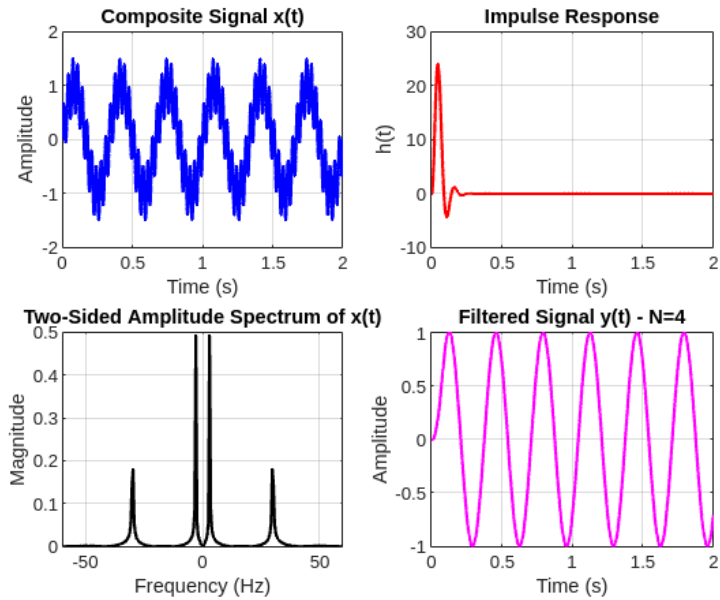 Composite Signal x(t)
2
1
0
-1
-2
Amplitude
0 0.5 1 1.5 2
Time (s)
Impulse Response
30
20
10
0
-10
h(t)
0 0.5 1 1.5 2
Time (s)
Two-Sided Amplitude Spectrum of x(t)
0.5
0.4
0.3
0.2
0.1
0
Magnitude
-50 0 50
Frequency (Hz)
Filtered Signal y(t) - N=4
1
0.5
0
-0.5
-1
Amplitude
0 0.5 1 1.5 2
Time (s)